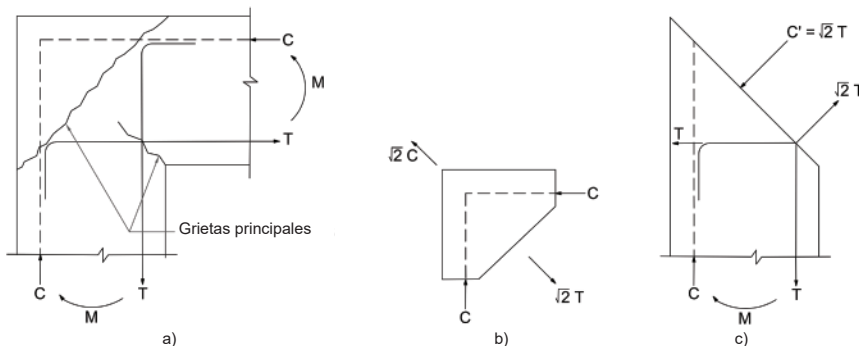 C
M
T
Grietas principales
C
T
M
a)
√2 C
C
C
√2 T
b)
C' = √2 T
√2 T
T
C
T
M
c)